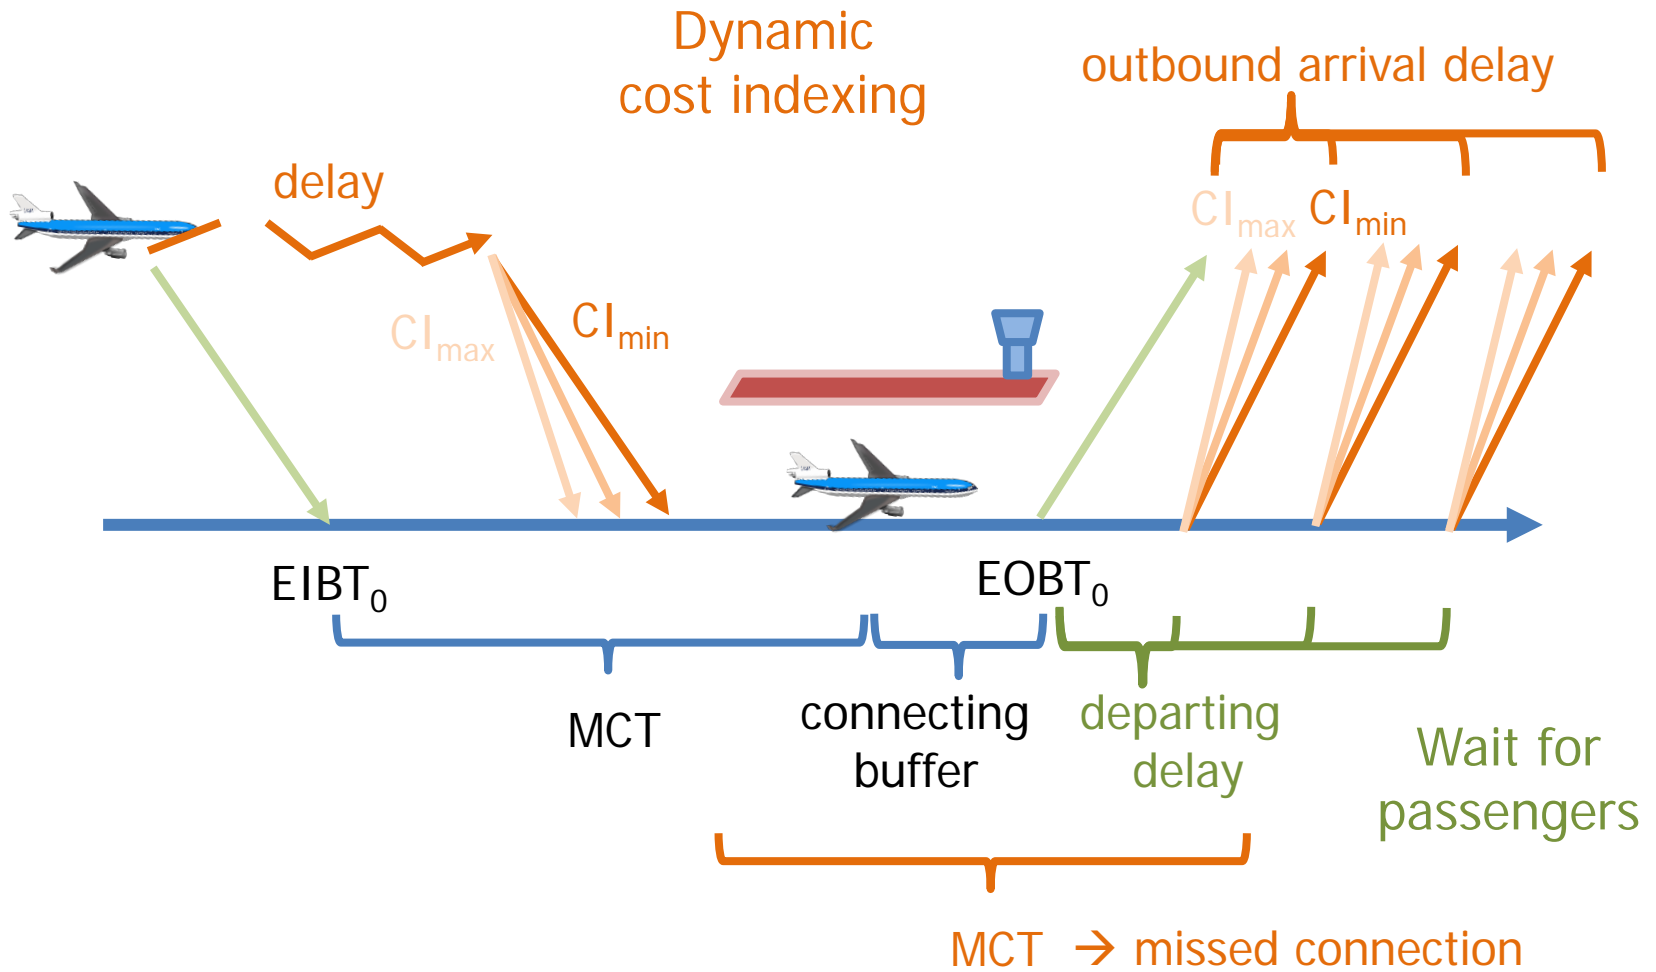 Dynamic
cost indexing
outbound arrival delay
delay
CImax CImin
CImax
CImin
EIBT0
EOBT0
MCT
connecting
buffer
departing
delay
Wait for
passengers
MCT → missed connection